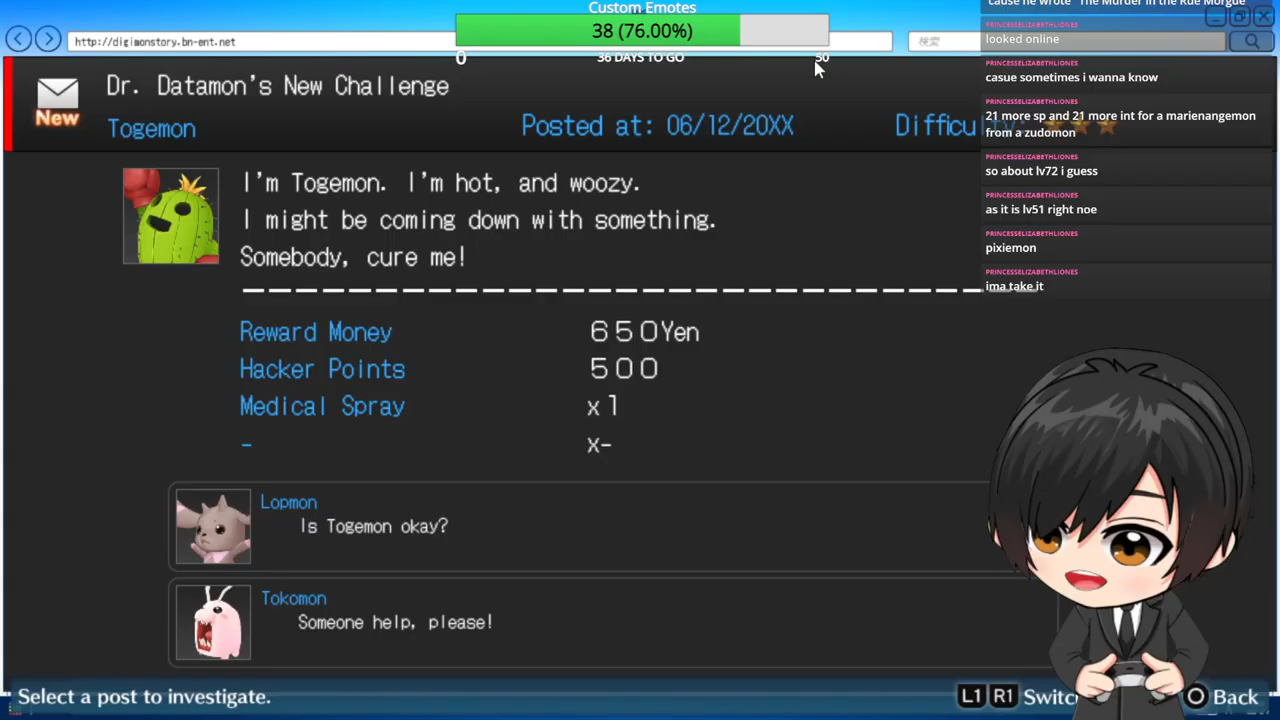 Custom Emotes
38 (76.00%)
0
36 DAYS TO GO
50
http://digimonstory.bn-ent.net
検索
cause he wrote "The Murder in the Rue Morgue"
PRINCESSELIZABETHLIONES
looked online
PRINCESSELIZABETHLIONES
casue sometimes i wanna know
PRINCESSELIZABETHLIONES
21 more sp and 21 more int for a marienangemon
from a zudomon
PRINCESSELIZABETHLIONES
so about lv72 i guess
PRINCESSELIZABETHLIONES
as it is lv51 right noe
PRINCESSELIZABETHLIONES
pixiemon
PRINCESSELIZABETHLIONES
ima take it
New
Dr. Datamon's New Challenge
Togemon
Posted at: 06/12/20XX
Difficu
I'm Togemon. I'm hot, and woozy.
I might be coming down with something.
Somebody, cure me!
Reward Money 650Yen
Hacker Points 500
Medical Spray x1
- x-
Lopmon
Is Togemon okay?
Tokomon
Someone help, please!
Select a post to investigate.
L1 R1 Switc
Back